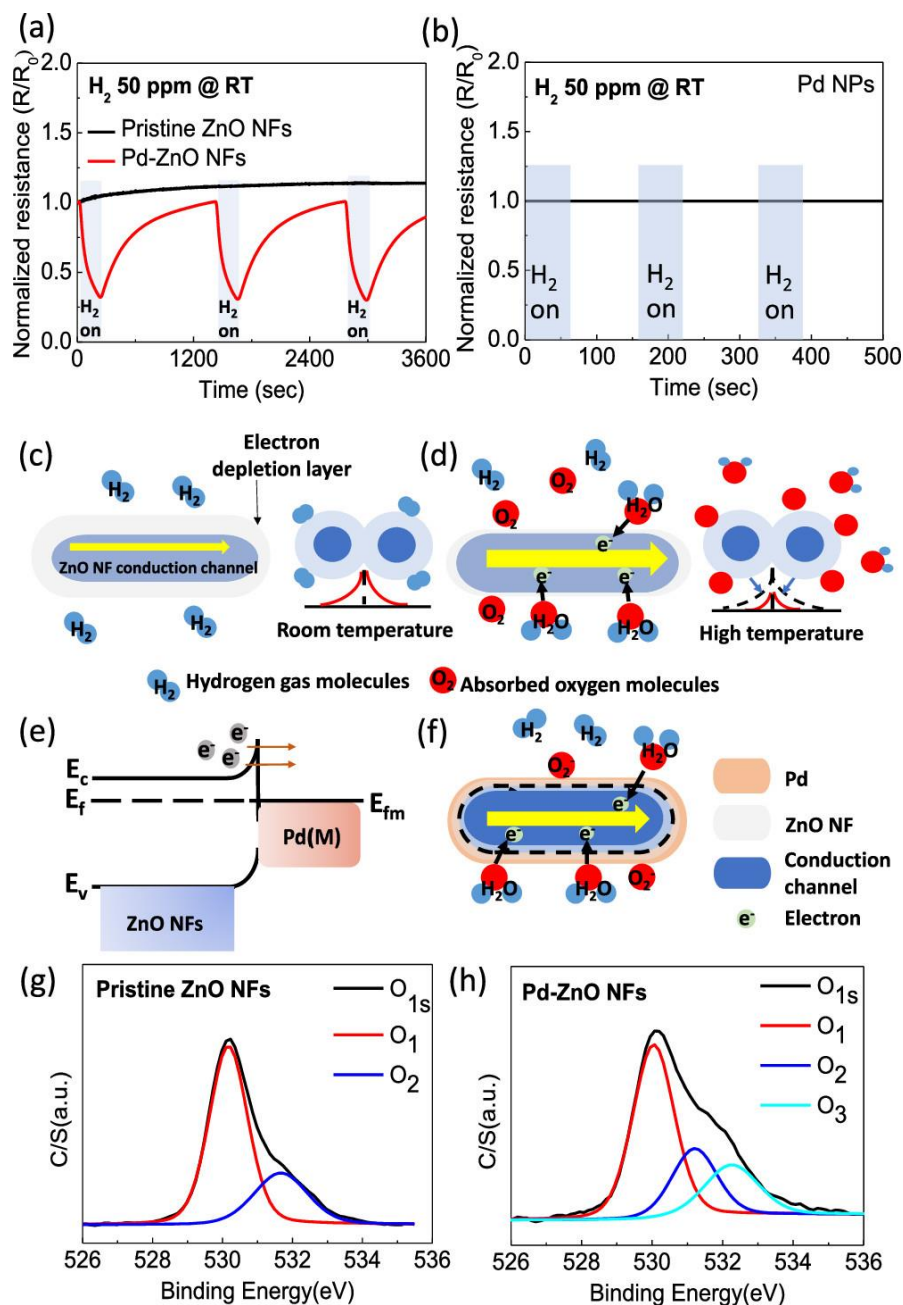 (a)
Normalized resistance (R/R0)
2.0
1.5
1.0
0.5
0.0
H2 50 ppm @ RT
Pristine ZnO NFs
Pd-ZnO NFs
H2 on
H2 on
H2 on
0 1200 2400 3600
Time (sec)
(b)
Normalized resistance (R/R0)
2.0
1.5
1.0
0.5
0.0
H2 50 ppm @ RT Pd NPs
H2 on
H2 on
H2 on
0 100 200 300 400 500
Time (sec)
(c)
Electron
depletion layer
H2 H2
ZnO NF conduction channel
H2 H2
Room temperature
(d)
H2 O2 H2
O2 H2O
e-
e- e-
O2 H2O H2O
High temperature
H2 Hydrogen gas molecules
O2 Absorbed oxygen molecules
(e)
e-
e- e-
Ec
Ef Efm
Pd(M)
Ev
ZnO NFs
(f)
H2 H2 H2O
O2-
e-
e- e-
H2O H2O O2-
Pd
ZnO NF
Conduction
channel
e- Electron
(g)
Pristine ZnO NFs
O1s
O1
O2
C/S(a.u.)
526 528 530 532 534 536
Binding Energy(eV)
(h)
Pd-ZnO NFs
O1s
O1
O2
O3
C/S(a.u.)
526 528 530 532 534 536
Binding Energy(eV)